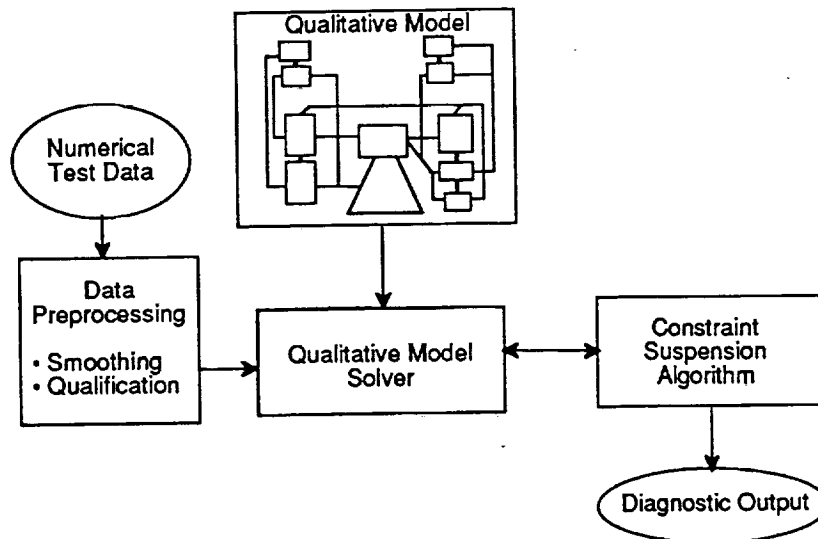 Qualitative Model
Numerical
Test Data
Data
Preprocessing
• Smoothing
• Qualification
Qualitative Model
Solver
Constraint
Suspension
Algorithm
Diagnostic Output